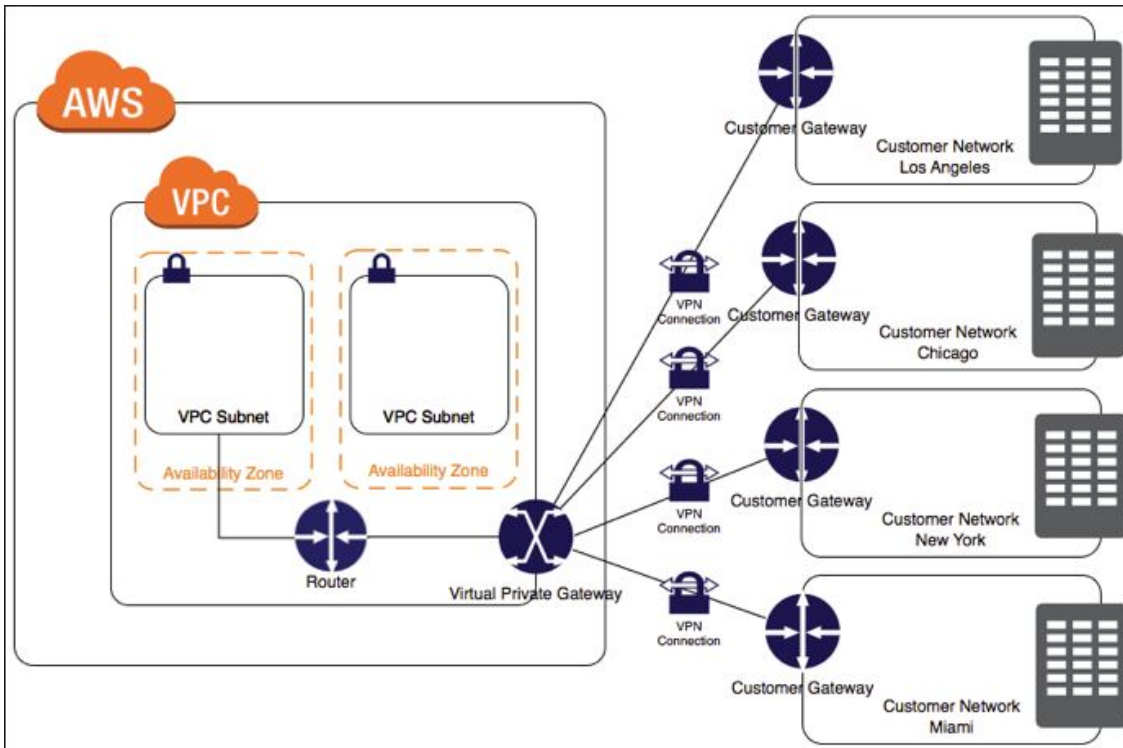 AWS
VPC
VPC Subnet
Availability Zone
VPC Subnet
Availability Zone
Router
Virtual Private Gateway
VPN
Connection
VPN
Connection
VPN
Connection
VPN
Connection
Customer Gateway
Customer Network
Los Angeles
Customer Gateway
Customer Network
Chicago
Customer Gateway
Customer Network
New York
Customer Gateway
Customer Network
Miami